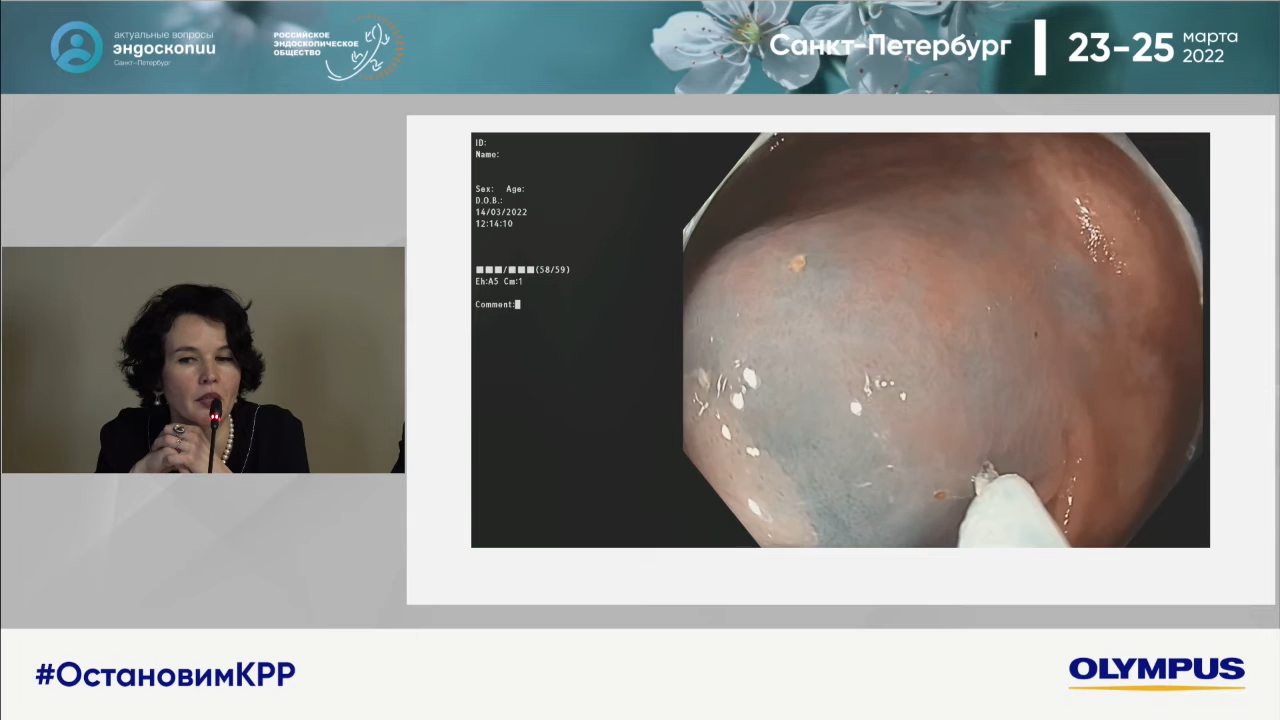 актуальные вопросы
эндоскопии
Санкт-Петербург
РОССИЙСКОЕ
ЭНДОСКОПИЧЕСКОЕ
ОБЩЕСТВО
Санкт-Петербург
23-25
марта
2022
ID:
Name:
Sex: Age:
D.O.B.:
14/03/2022
12:14:10
■■■/■■■(58/59)
Eh:A5 Cm:1
Comment:
#ОстановимКРР
OLYMPUS